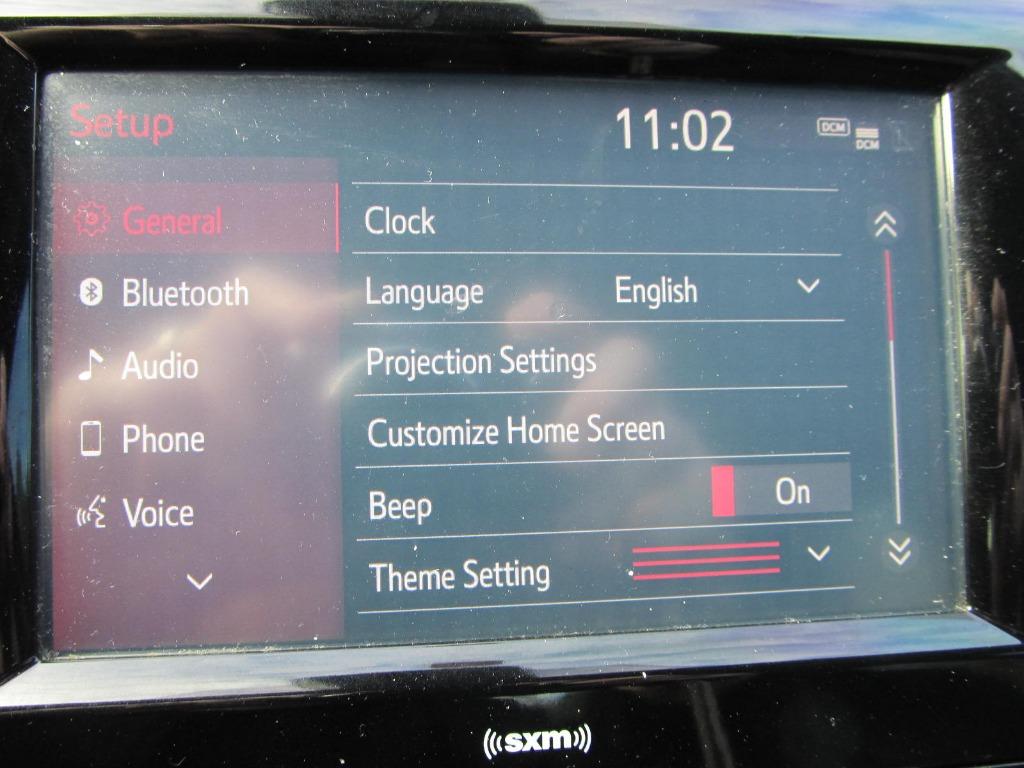 Setup
11:02
DCM
DCM
General
Bluetooth
Audio
Phone
Voice
Clock
Language English
Projection Settings
Customize Home Screen
Beep On
Theme Setting
sxm